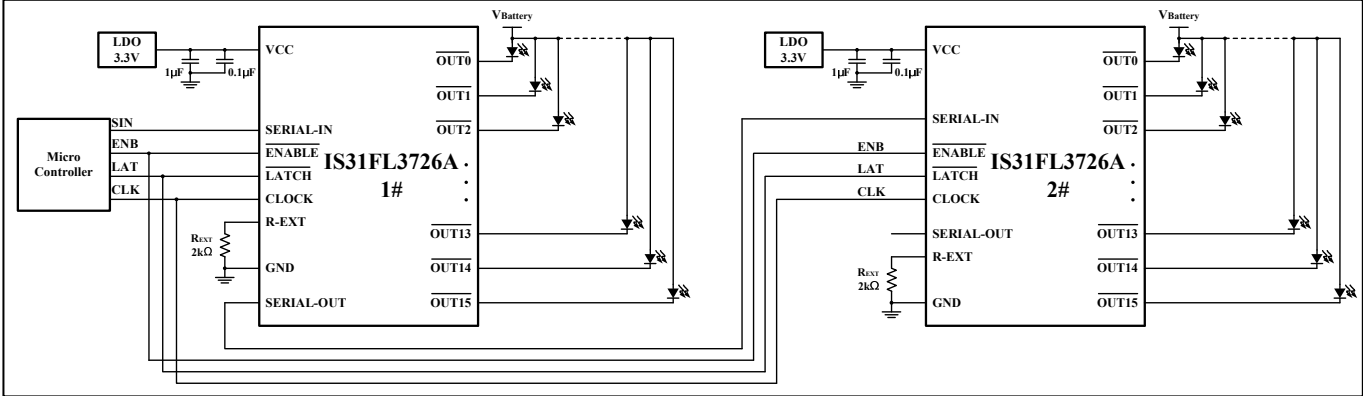 VBattery
LDO
3.3V
VCC
1µF
0.1µF
OUT0
OUT1
OUT2
Micro
Controller
SIN
ENB
LAT
CLK
SERIAL-IN
ENABLE
LATCH
CLOCK
R-EXT
REXT
2kΩ
GND
SERIAL-OUT
IS31FL3726A
1#
OUT13
OUT14
OUT15
VBattery
LDO
3.3V
VCC
1µF
0.1µF
OUT0
OUT1
OUT2
ENB
LAT
CLK
SERIAL-IN
ENABLE
LATCH
CLOCK
SERIAL-OUT
R-EXT
REXT
2kΩ
GND
IS31FL3726A
2#
OUT13
OUT14
OUT15